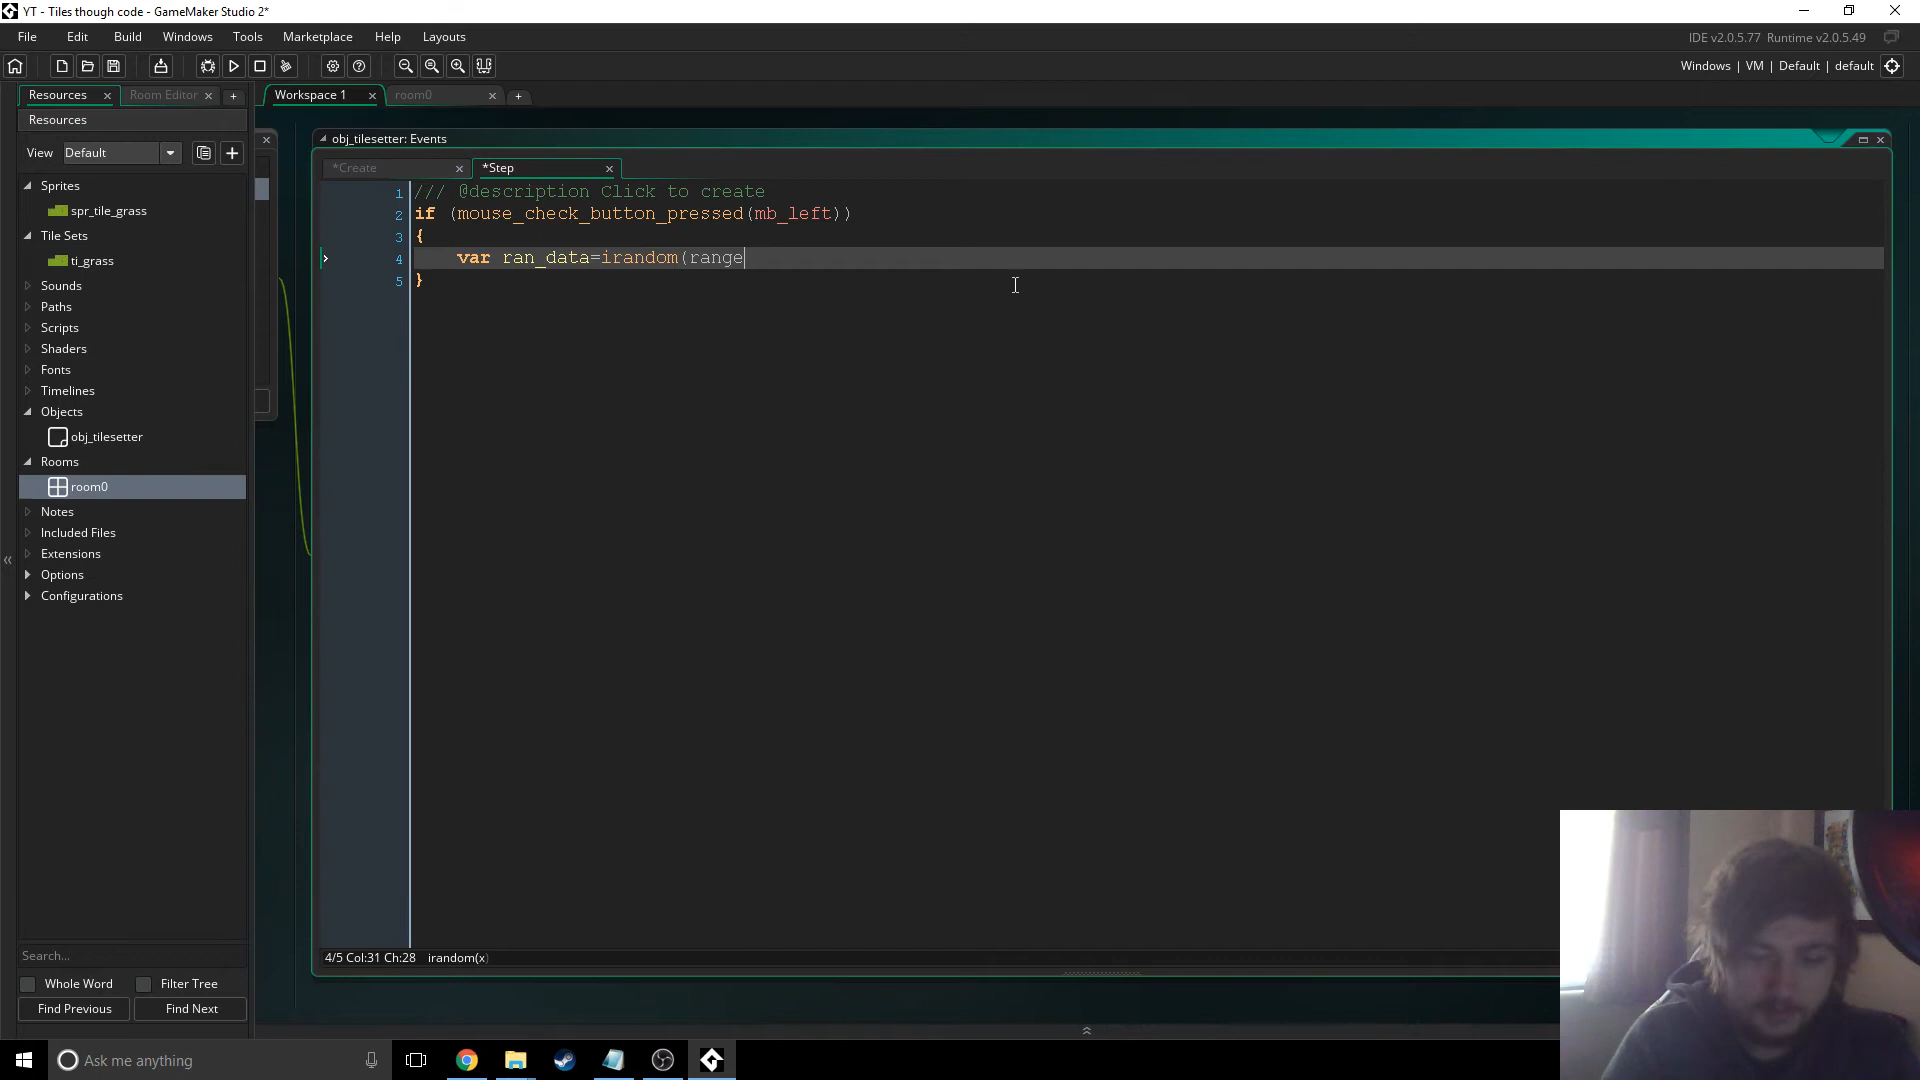 YT - Tiles though code - GameMaker Studio 2*
File Edit Build Windows Tools Marketplace Help Layouts
IDE v2.0.5.77 Runtime v2.0.5.49
Windows | VM | Default | default
Resources Room Editor
Workspace 1 room0
Resources
View Default
Sprites
spr_tile_grass
Tile Sets
ti_grass
Sounds
Paths
Scripts
Shaders
Fonts
Timelines
Objects
obj_tilesetter
Rooms
room0
Notes
Included Files
Extensions
Options
Configurations
Search...
Whole Word Filter Tree
Find Previous Find Next
obj_tilesetter: Events
*Create *Step
1 /// @description Click to create
2 if (mouse_check_button_pressed(mb_left))
3 {
4 var ran_data=irandom(range
5 }
4/5 Col:31 Ch:28 irandom(x)
Ask me anything